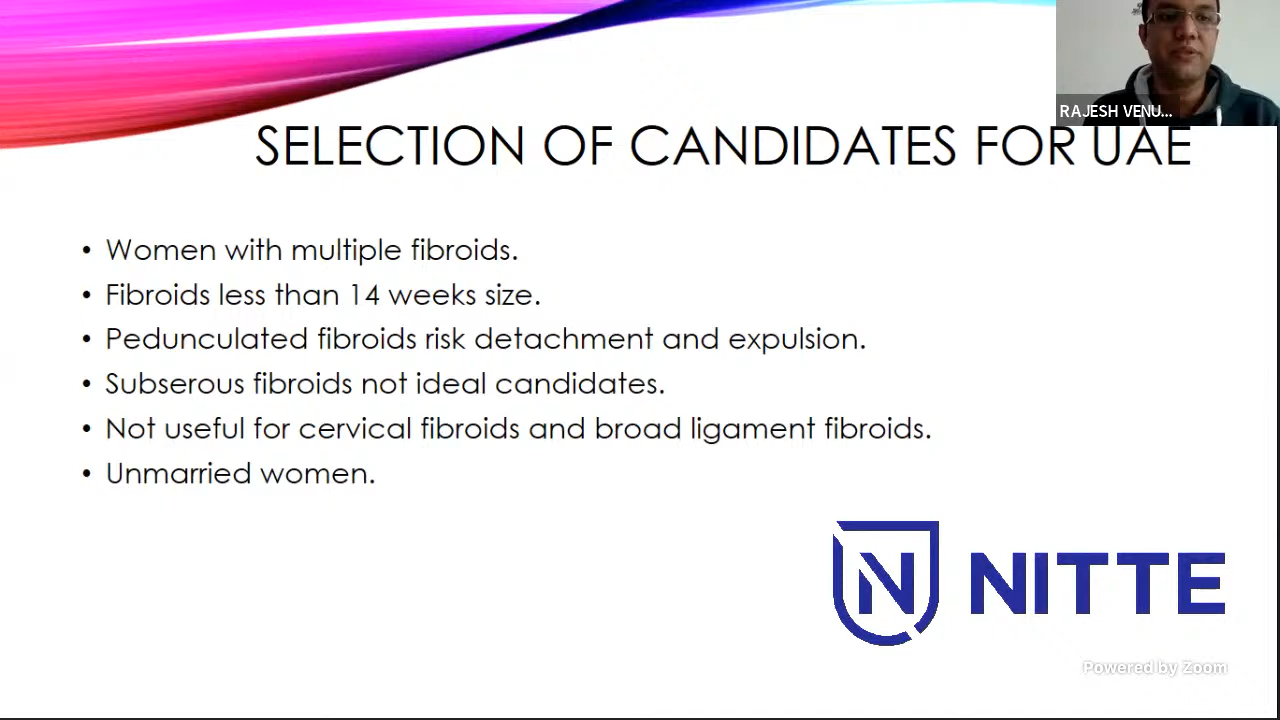 RAJESH VENU...
SELECTION OF CANDIDATES FOR UAE
• Women with multiple fibroids.
• Fibroids less than 14 weeks size.
• Pedunculated fibroids risk detachment and expulsion.
• Subserous fibroids not ideal candidates.
• Not useful for cervical fibroids and broad ligament fibroids.
• Unmarried women.
N NITTE
Powered by Zoom